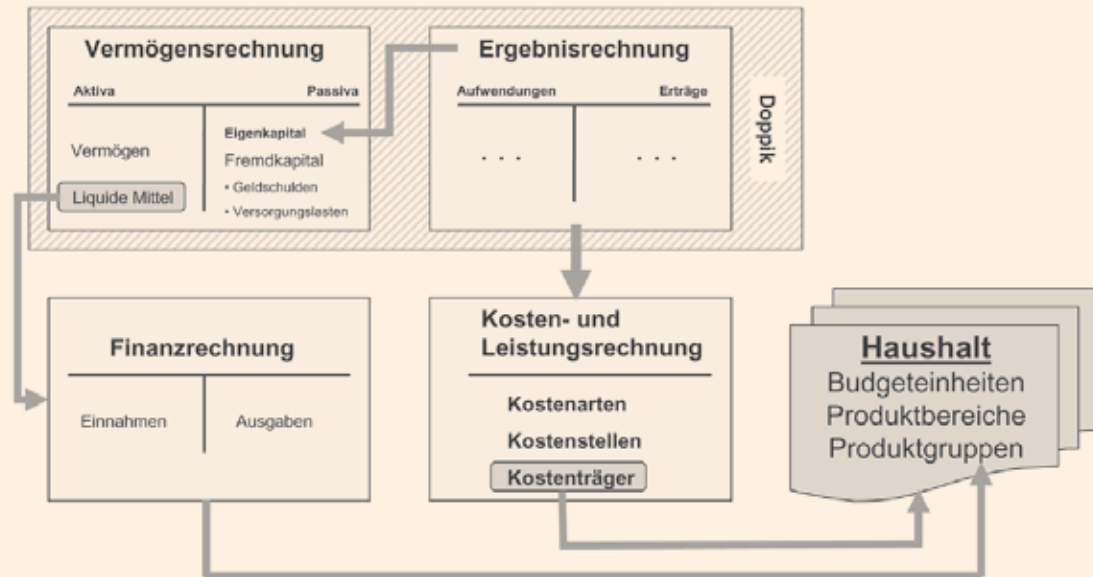 Vermögensrechnung
Aktiva Passiva
Vermögen
Liquide Mittel
Eigenkapital
Fremdkapital
• Geldschulden
• Versorgungslasten
Ergebnisrechnung
Aufwendungen Erträge
. . . . . .
Doppik
Finanzrechnung
Einnahmen Ausgaben
Kosten- und
Leistungsrechnung
Kostenarten
Kostenstellen
Kostenträger
Haushalt
Budgeteinheiten
Produktbereiche
Produktgruppen